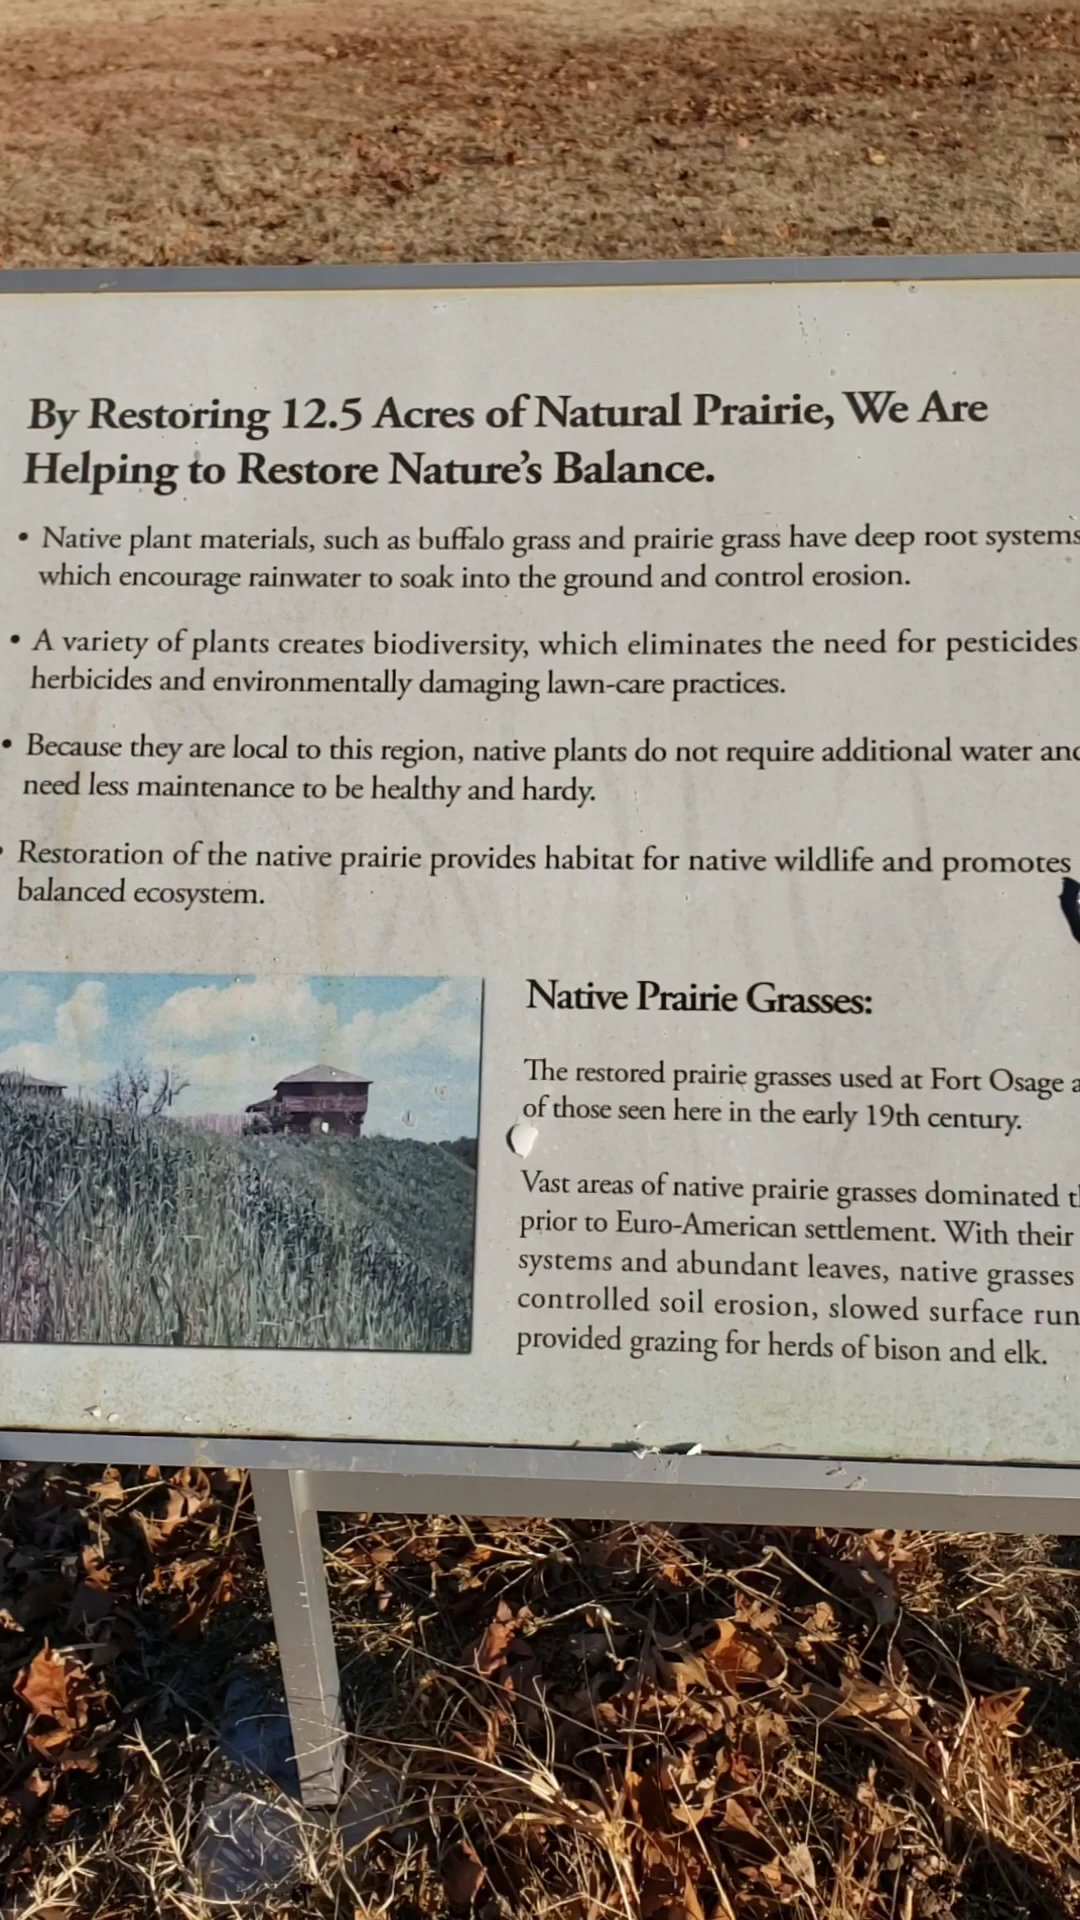 By Restoring 12.5 Acres of Natural Prairie, We Are
Helping to Restore Nature's Balance.
• Native plant materials, such as buffalo grass and prairie grass have deep root systems
which encourage rainwater to soak into the ground and control erosion.
• A variety of plants creates biodiversity, which eliminates the need for pesticides
herbicides and environmentally damaging lawn-care practices.
• Because they are local to this region, native plants do not require additional water and
need less maintenance to be healthy and hardy.
• Restoration of the native prairie provides habitat for native wildlife and promotes
balanced ecosystem.
Native Prairie Grasses:
The restored prairie grasses used at Fort Osage
of those seen here in the early 19th century.
Vast areas of native prairie grasses dominated
prior to Euro-American settlement. With their
systems and abundant leaves, native grasses
controlled soil erosion, slowed surface run
provided grazing for herds of bison and elk.